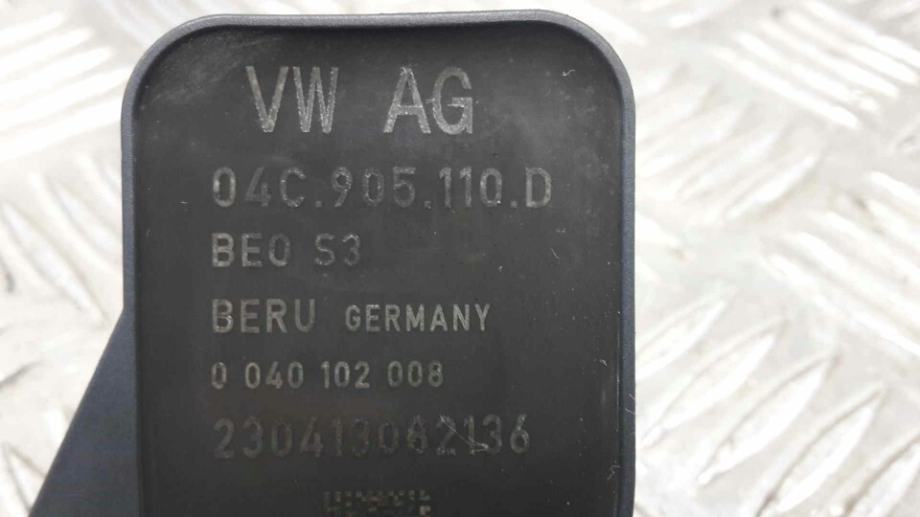 VW AG
04C.905.110.D
BEO S3
BERU GERMANY
0 040 102 008
230413082136